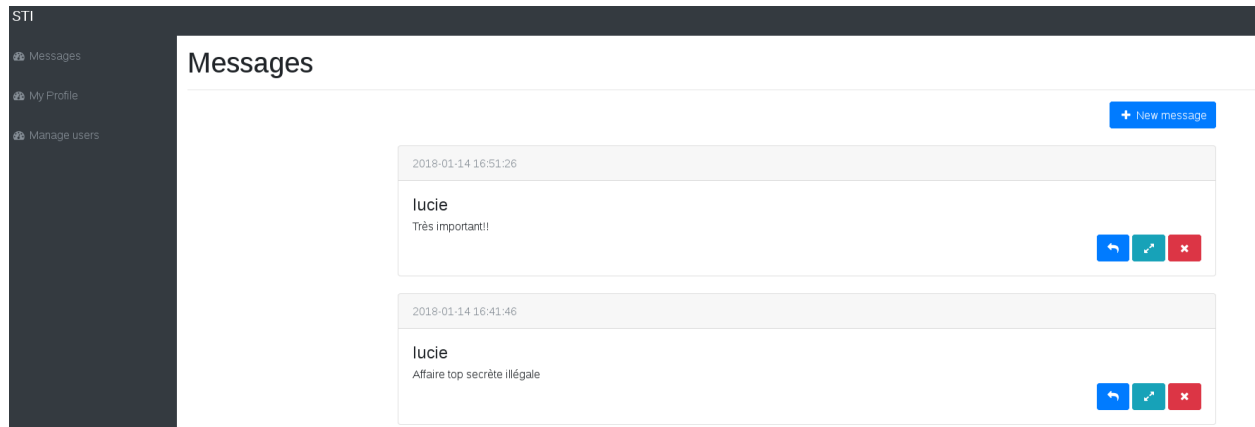 STI
Messages
My Profile
Manage users
Messages
New message
2018-01-14 16:51:26
lucie
Très important!!
2018-01-14 16:41:46
lucie
Affaire top secrète illégale